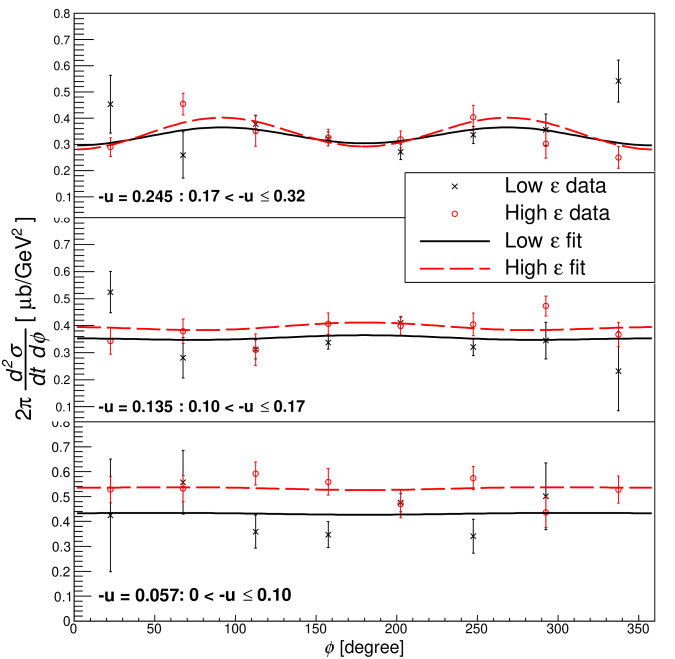 0.8
0.7
0.6
0.5
0.4
0.3
0.2
0.1
-u = 0.245 : 0.17 < -u ≤ 0.32
× Low ε data
○ High ε data
Low ε fit
High ε fit
2π d²σ / dt dφ [ μb/GeV² ]
0.8
0.7
0.6
0.5
0.4
0.3
0.2
0.1
-u = 0.135 : 0.10 < -u ≤ 0.17
0.8
0.7
0.6
0.5
0.4
0.3
0.2
0.1
0
-u = 0.057: 0 < -u ≤ 0.10
0 50 100 150 200 250 300 350
φ [degree]